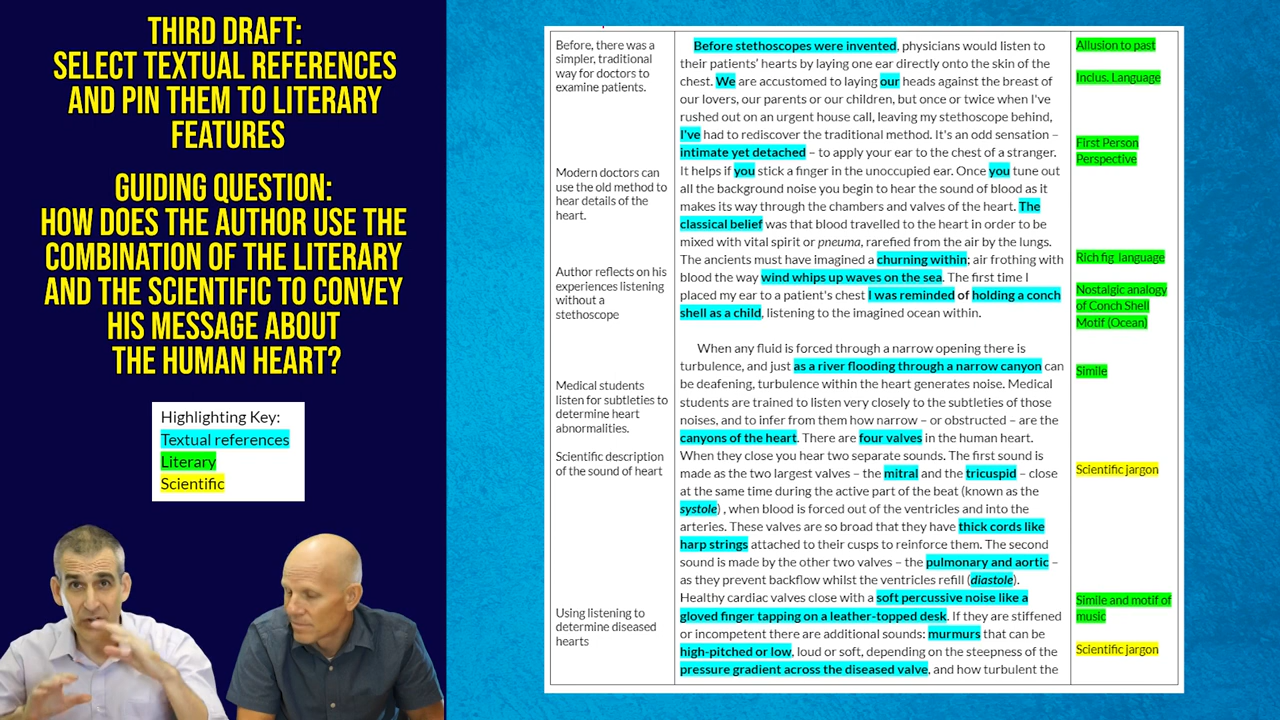 THIRD DRAFT:
SELECT TEXTUAL REFERENCES
AND PIN THEM TO LITERARY
FEATURES
GUIDING QUESTION:
HOW DOES THE AUTHOR USE THE
COMBINATION OF THE LITERARY
AND THE SCIENTIFIC TO CONVEY
HIS MESSAGE ABOUT
THE HUMAN HEART?
Highlighting Key:
Textual references
Literary
Scientific
Before, there was a
simpler, traditional
way for doctors to
examine patients.
Modern doctors can
use the old method to
hear details of the
heart.
Author reflects on his
experiences listening
without a
stethoscope
Medical students
listen for subtleties to
determine heart
abnormalities.
Scientific description
of the sound of heart
Using listening to
determine diseased
hearts
Before stethoscopes were invented, physicians would listen to
their patients' hearts by laying one ear directly onto the skin of the
chest. We are accustomed to laying our heads against the breast of
our lovers, our parents or our children, but once or twice when I've
rushed out on an urgent house call, leaving my stethoscope behind,
I've had to rediscover the traditional method. It's an odd sensation –
intimate yet detached – to apply your ear to the chest of a stranger.
It helps if you stick a finger in the unoccupied ear. Once you tune out
all the background noise you begin to hear the sound of blood as it
makes its way through the chambers and valves of the heart. The
classical belief was that blood travelled to the heart in order to be
mixed with vital spirit or pneuma, rarefied from the air by the lungs.
The ancients must have imagined a churning within; air frothing with
blood the way wind whips up waves on the sea. The first time I
placed my ear to a patient's chest I was reminded of holding a conch
shell as a child, listening to the imagined ocean within.
When any fluid is forced through a narrow opening there is
turbulence, and just as a river flooding through a narrow canyon can
be deafening, turbulence within the heart generates noise. Medical
students are trained to listen very closely to the subtleties of those
noises, and to infer from them how narrow – or obstructed – are the
canyons of the heart. There are four valves in the human heart.
When they close you hear two separate sounds. The first sound is
made as the two largest valves – the mitral and the tricuspid – close
at the same time during the active part of the beat (known as the
systole) , when blood is forced out of the ventricles and into the
arteries. These valves are so broad that they have thick cords like
harp strings attached to their cusps to reinforce them. The second
sound is made by the other two valves – the pulmonary and aortic –
as they prevent backflow whilst the ventricles refill (diastole).
Healthy cardiac valves close with a soft percussive noise like a
gloved finger tapping on a leather-topped desk. If they are stiffened
or incompetent there are additional sounds: murmurs that can be
high-pitched or low, loud or soft, depending on the steepness of the
pressure gradient across the diseased valve, and how turbulent the
Allusion to past
Inclus. Language
First Person
Perspective
Rich fig language
Nostalgic analogy
of Conch Shell
Motif (Ocean)
Simile
Scientific jargon
Simile and motif of
music
Scientific jargon